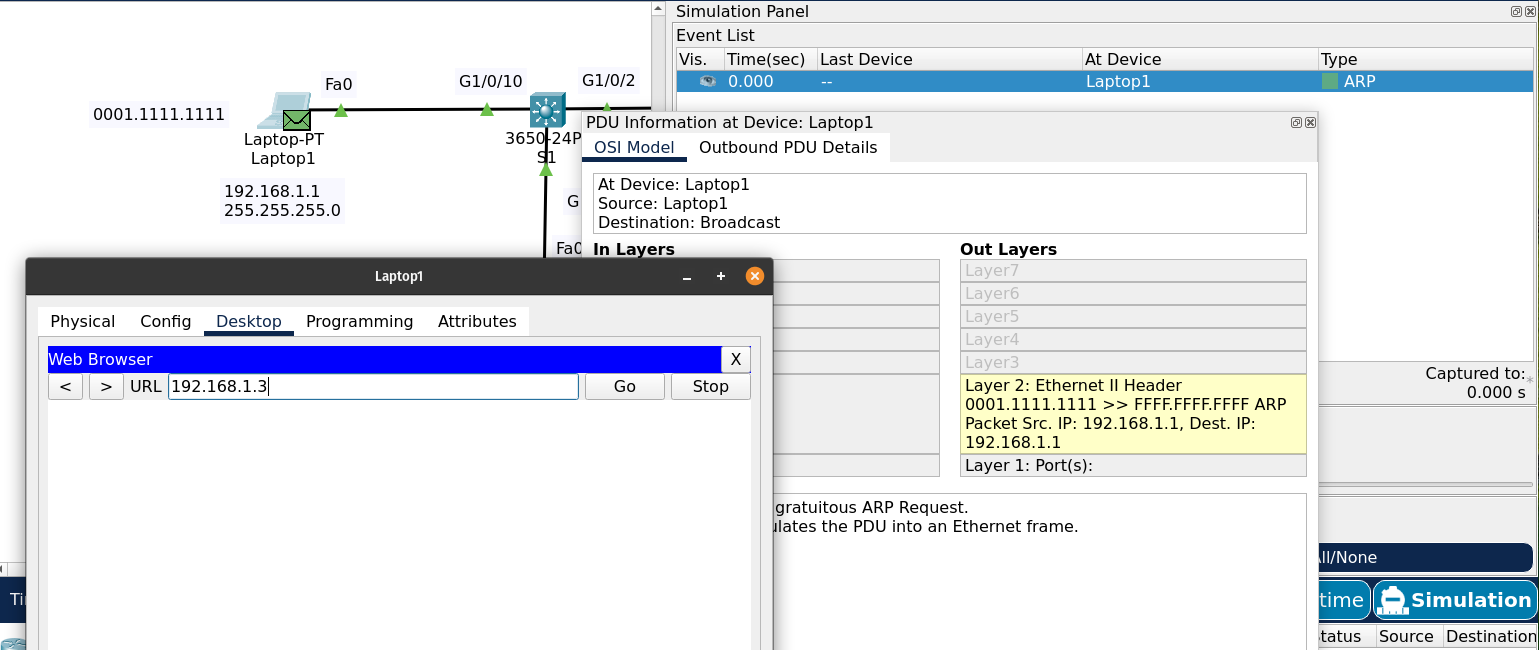 Simulation Panel
Event List
Vis. Time(sec) Last Device At Device Type
0.000 -- Laptop1 ARP
Fa0
G1/0/10
G1/0/2
0001.1111.1111
Laptop-PT
Laptop1
3650-24P
S1
192.168.1.1
255.255.255.0
G
Fa0
PDU Information at Device: Laptop1
OSI Model Outbound PDU Details
At Device: Laptop1
Source: Laptop1
Destination: Broadcast
In Layers Out Layers
Layer7
Layer6
Layer5
Layer4
Layer3
Layer 2: Ethernet II Header
0001.1111.1111 >> FFFF.FFFF.FFFF ARP
Packet Src. IP: 192.168.1.1, Dest. IP:
192.168.1.1
Layer 1: Port(s):
gratuitous ARP Request.
ulates the PDU into an Ethernet frame.
Captured to:
0.000 s
*
Laptop1
Physical Config Desktop Programming Attributes
Web Browser X
< > URL 192.168.1.3 Go Stop
All/None
Ti
time Simulation
Status Source Destination